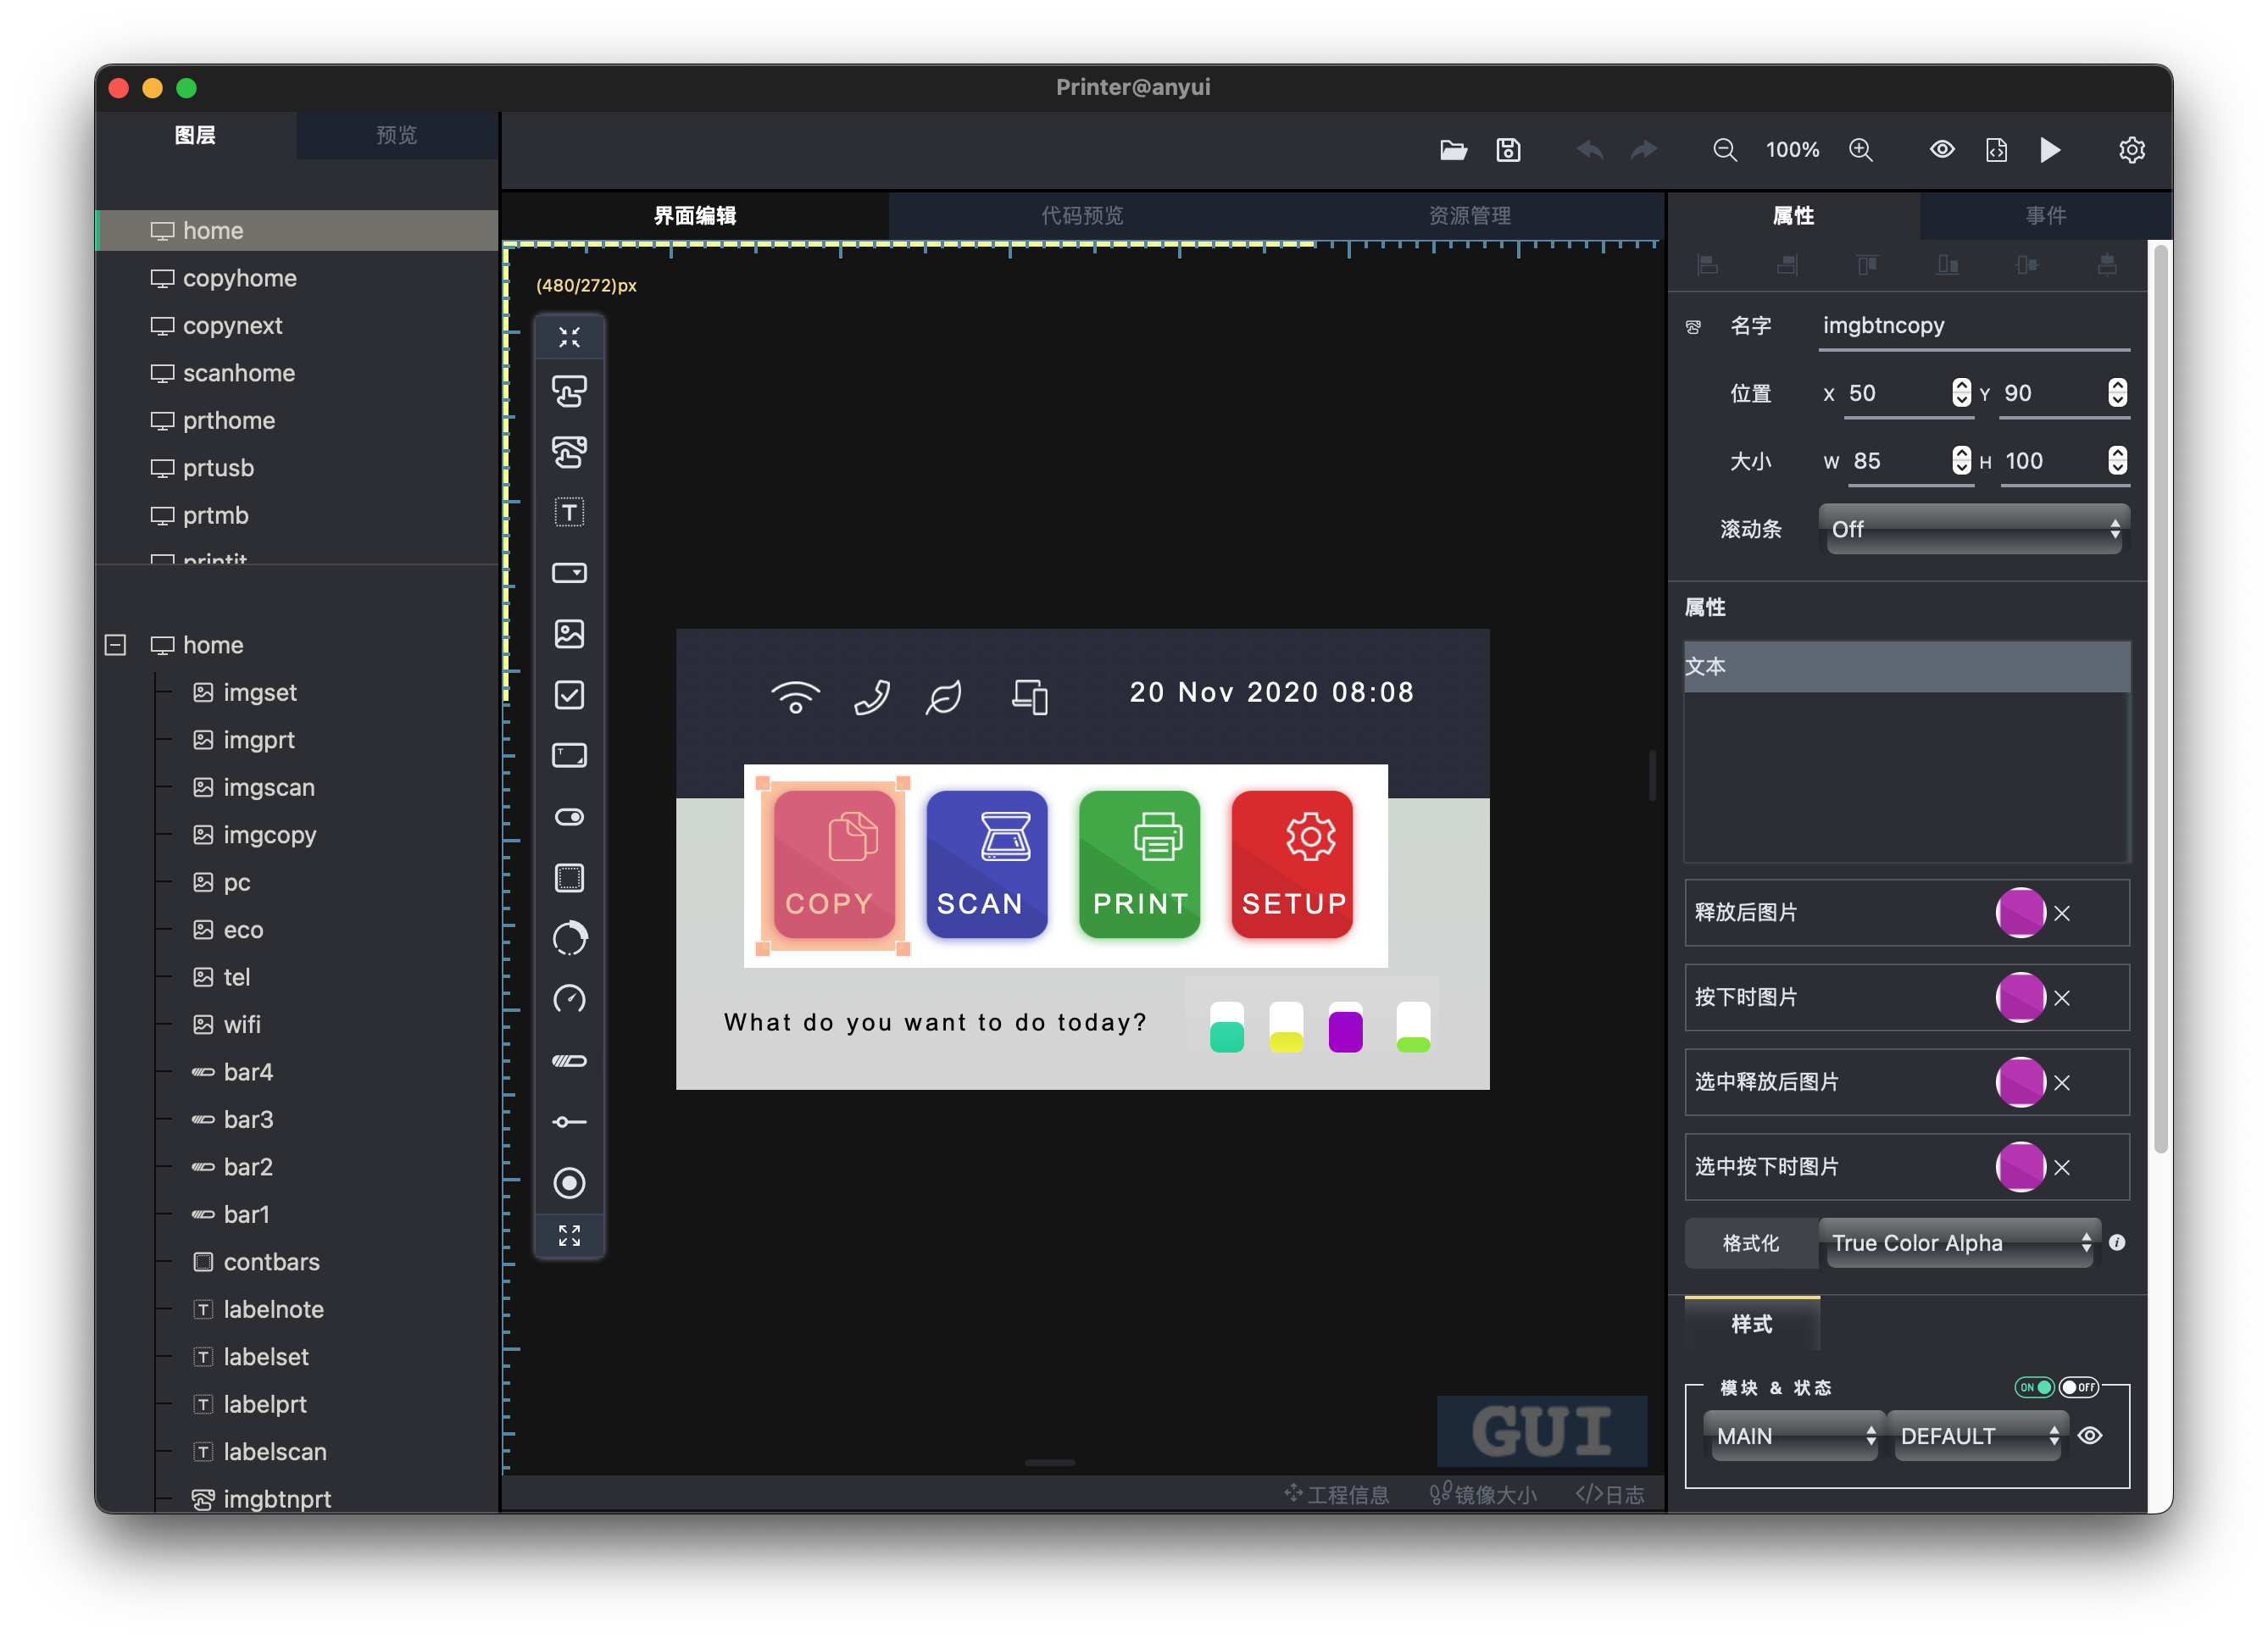 Printer@anyui
图层
预览
100%
home
copyhome
copynext
scanhome
prthome
prtusb
prtmb
printit
home
imgset
imgprt
imgscan
imgcopy
pc
eco
tel
wifi
bar4
bar3
bar2
bar1
contbars
labelnote
labelset
labelprt
labelscan
imgbtnprt
界面编辑
代码预览
资源管理
(480/272)px
20 Nov 2020 08:08
COPY
SCAN
PRINT
SETUP
What do you want to do today?
GUI
工程信息
镜像大小
日志
属性
事件
名字 imgbtncopy
位置 X 50 Y 90
大小 W 85 H 100
滚动条 Off
属性
文本
释放后图片
按下时图片
选中释放后图片
选中按下时图片
格式化 True Color Alpha
样式
模块 & 状态 ON OFF
MAIN DEFAULT